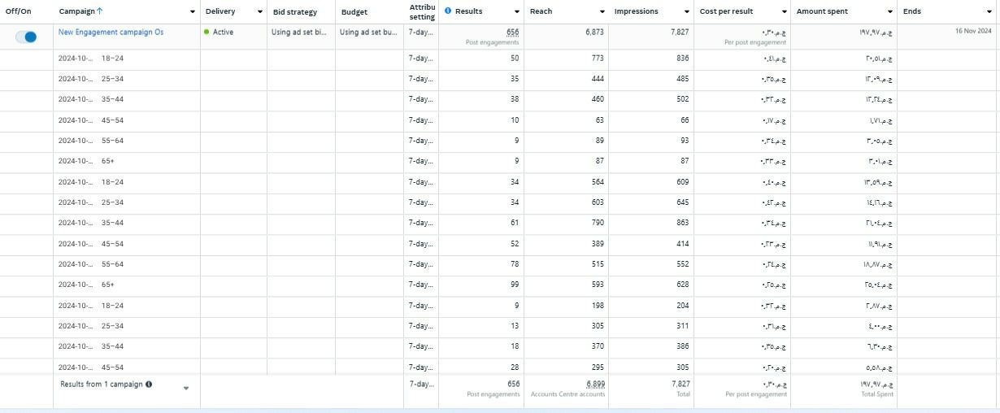 Off/On Campaign ↑ Delivery Bid strategy Budget Attribu setting Results Reach Impressions Cost per result Amount spent Ends
New Engagement campaign Os Active Using ad set bi... Using ad set bu... 7-day... 656 6,873 7,827 ج.م.٠,٣٠ ج.م.١٩٧,٩٧ 16 Nov 2024
Post engagements Per post engagement
2024-10-... 18–24 7-day... 50 773 836 ج.م.٠,٤١ ج.م.٢٠,٥١
2024-10-... 25–34 7-day... 35 444 485 ج.م.٠,٣٥ ج.م.١٢,٠٩
2024-10-... 35–44 7-day... 38 460 502 ج.م.٠,٣٢ ج.م.١٢,٢٤
2024-10-... 45–54 7-day... 10 63 66 ج.م.٠,١٧ ج.م.١,٧١
2024-10-... 55–64 7-day... 9 89 93 ج.م.٠,٣٤ ج.م.٣,٠٥
2024-10-... 65+ 7-day... 9 87 87 ج.م.٠,٣٣ ج.م.٣,٠١
2024-10-... 18–24 7-day... 34 564 609 ج.م.٠,٤٠ ج.م.١٣,٥٩
2024-10-... 25–34 7-day... 34 603 645 ج.م.٠,٤٢ ج.م.١٤,١٦
2024-10-... 35–44 7-day... 61 790 863 ج.م.٠,٣٤ ج.م.٢١,٠٤
2024-10-... 45–54 7-day... 52 389 414 ج.م.٠,٢٣ ج.م.١١,٩١
2024-10-... 55–64 7-day... 78 515 552 ج.م.٠,٢٤ ج.م.١٨,٨٧
2024-10-... 65+ 7-day... 99 593 628 ج.م.٠,٢٥ ج.م.٢٥,٠٤
2024-10-... 18–24 7-day... 9 198 204 ج.م.٠,٣٢ ج.م.٢,٨٧
2024-10-... 25–34 7-day... 13 305 311 ج.م.٠,٣١ ج.م.٤,٠٠
2024-10-... 35–44 7-day... 18 370 386 ج.م.٠,٣٥ ج.م.٦,٣٠
2024-10-... 45–54 7-day... 28 295 305 ج.م.٠,٢٠ ج.م.٥,٥٨
Results from 1 campaign 7-day... 656 6,899 7,827 ج.م.٠,٣٠ ج.م.١٩٧,٩٧
Post engagements Accounts Centre accounts Total Per post engagement Total Spent